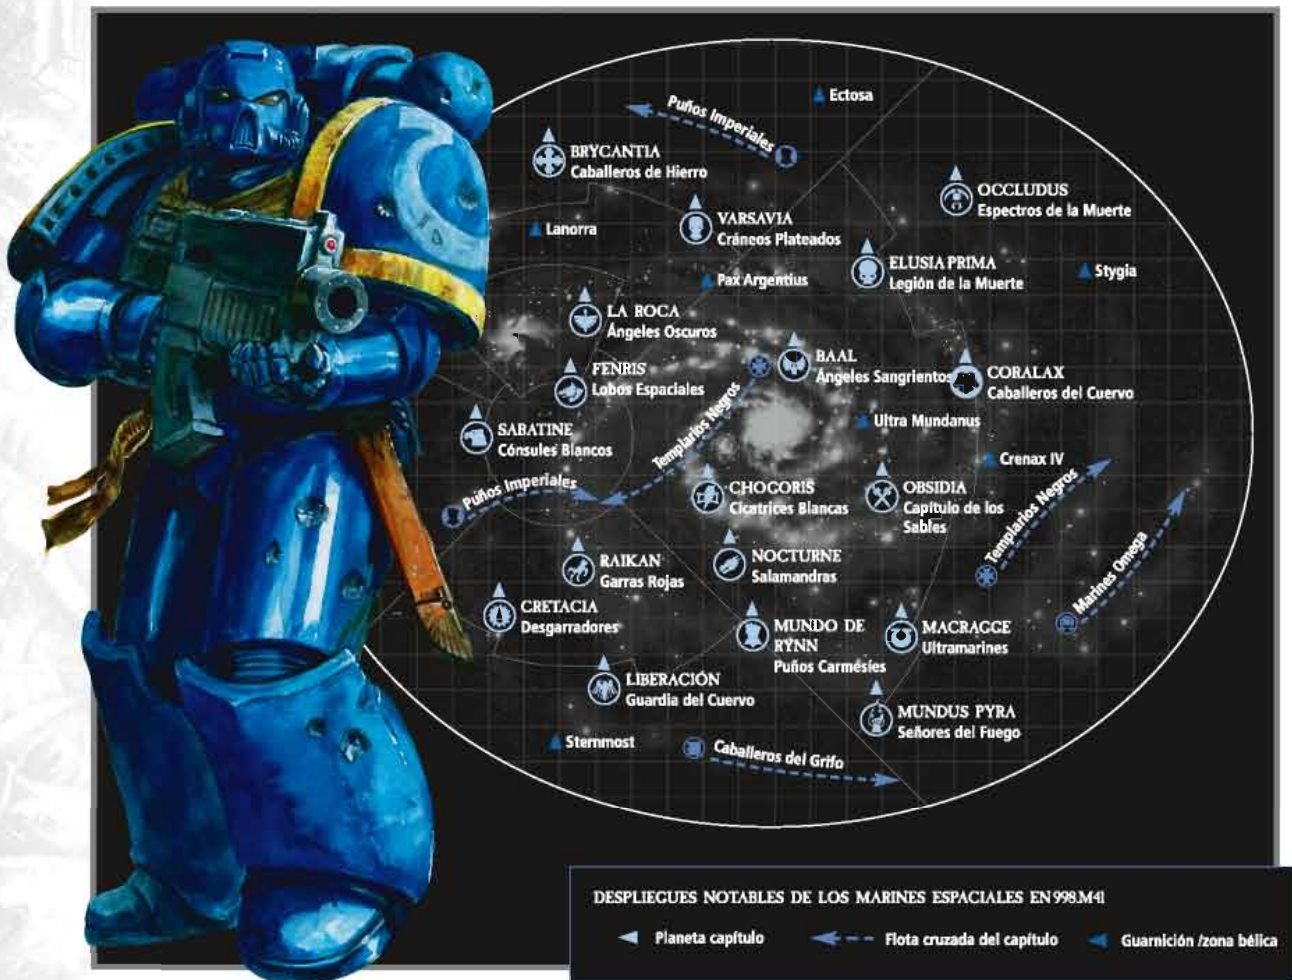 Puños Imperiales
Ectosa
BRYCANTIA
Caballeros de Hierro
OCCLUDUS
Espectros de la Muerte
VARSAVIA
Cráneos Plateados
Lanorra
ELUSIA PRIMA
Legión de la Muerte
Stygia
Pax Argentius
LA ROCA
Ángeles Oscuros
BAAL
Ángeles Sangrientos
FENRIS
Lobos Espaciales
CORALAX
Caballeros del Cuervo
Templarios Negros
SABATINE
Cónsules Blancos
Ultra Mundanus
Crenax IV
Puños Imperiales
CHOGORIS
Cicatrices Blancas
OBSIDIA
Capítulo de los
Sables
Templarios Negros
Marines Omega
RAIKAN
Garras Rojas
NOCTURNE
Salamandras
CRETACIA
Desgarradores
MUNDO DE
RYNN
Puños Carmesíes
MACRAGGE
Ultramarines
LIBERACIÓN
Guardia del Cuervo
MUNDUS PYRA
Señores del Fuego
Sternmost
Caballeros del Grifo
DESPLIEGUES NOTABLES DE LOS MARINES ESPACIALES EN 998.M41
Planeta capítulo
Flota cruzada del capítulo
Guarnición /zona bélica